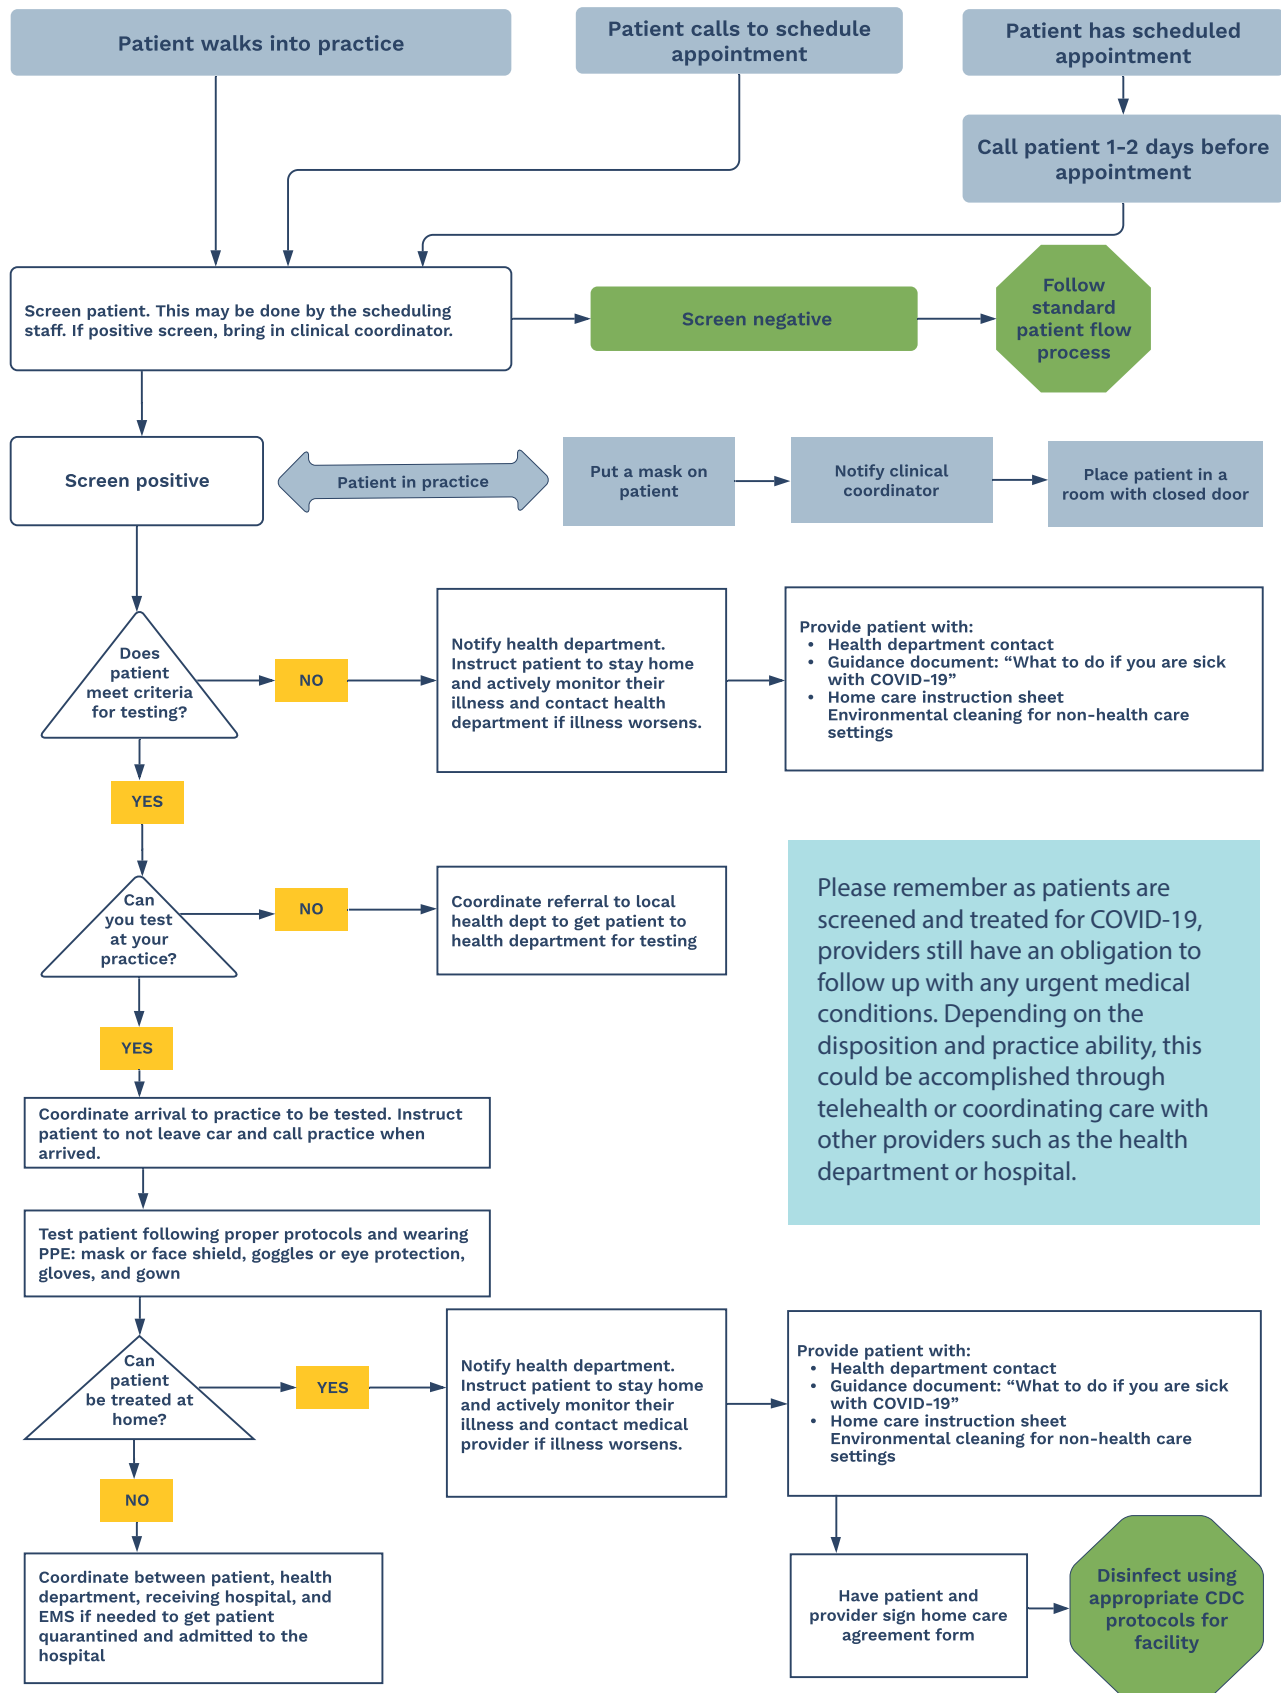 Patient walks into practice
Patient calls to schedule
appointment
Patient has scheduled
appointment
Call patient 1-2 days before
appointment
Screen patient. This may be done by the scheduling
staff. If positive screen, bring in clinical coordinator.
Screen negative
Follow
standard
patient flow
process
Screen positive
Patient in practice
Put a mask on
patient
Notify clinical
coordinator
Place patient in a
room with closed door
Does
patient
meet criteria
for testing?
NO
Notify health department.
Instruct patient to stay home
and actively monitor their
illness and contact health
department if illness worsens.
Provide patient with:
• Health department contact
• Guidance document: “What to do if you are sick
with COVID-19”
• Home care instruction sheet
Environmental cleaning for non-health care
settings
YES
Can
you test
at your
practice?
NO
Coordinate referral to local
health dept to get patient to
health department for testing
Please remember as patients are
screened and treated for COVID-19,
providers still have an obligation to
follow up with any urgent medical
conditions. Depending on the
disposition and practice ability, this
could be accomplished through
telehealth or coordinating care with
other providers such as the health
department or hospital.
YES
Coordinate arrival to practice to be tested. Instruct
patient to not leave car and call practice when
arrived.
Test patient following proper protocols and wearing
PPE: mask or face shield, goggles or eye protection,
gloves, and gown
Can
patient
be treated at
home?
YES
Notify health department.
Instruct patient to stay home
and actively monitor their
illness and contact medical
provider if illness worsens.
Provide patient with:
• Health department contact
• Guidance document: “What to do if you are sick
with COVID-19”
• Home care instruction sheet
Environmental cleaning for non-health care
settings
NO
Coordinate between patient, health
department, receiving hospital, and
EMS if needed to get patient
quarantined and admitted to the
hospital
Have patient and
provider sign home care
agreement form
Disinfect using
appropriate CDC
protocols for
facility